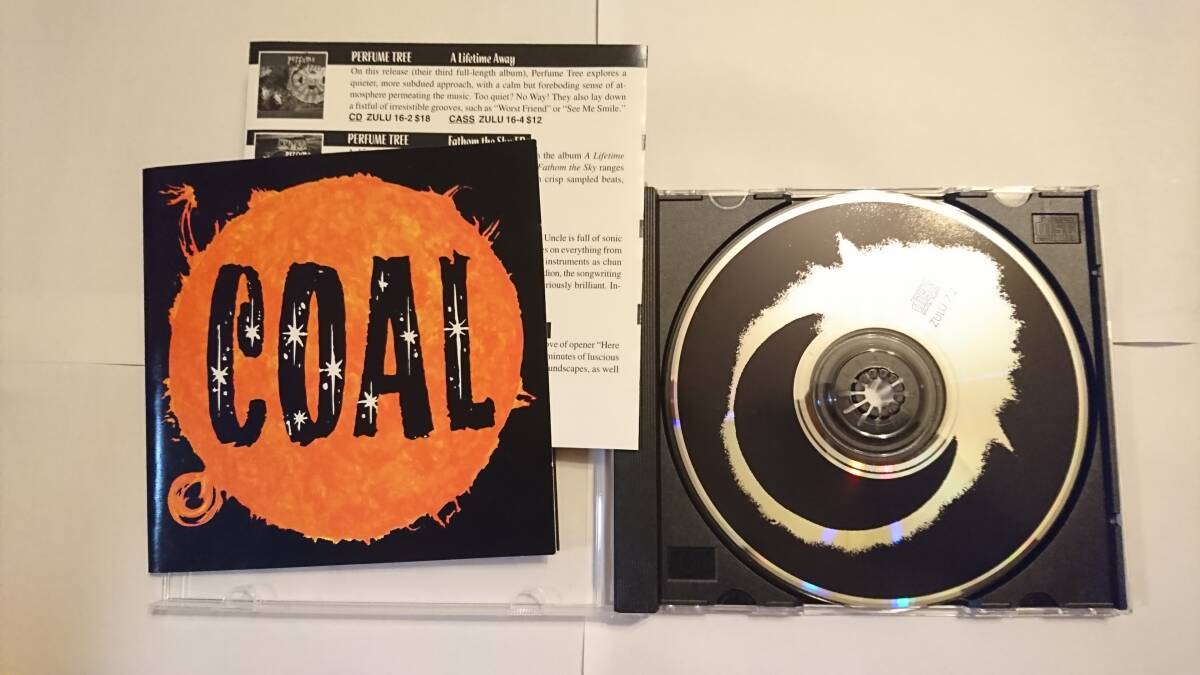 PERFUME TREE A Lifetime Away
On this release (their third full-length album), Perfume Tree explores a
quieter, more subdued approach, with a calm but foreboding sense of at-
mosphere permeating the music. Too quiet? No Way! They also lay down
a fistful of irresistible grooves, such as “Worst Friend” or “See Me Smile.”
CD ZULU 16-2 $18 CASS ZULU 16-4 $12
PERFUME TREE Fathom the Sky EP
the album A Lifetime
Fathom the Sky ranges
crisp sampled beats,
Uncle is full of sonic
es on everything from
instruments as chun
dion, the songwriting
riously brilliant. In-
ove of opener “Here
minutes of luscious
undscapes, as well
COAL
ZULU 7.2